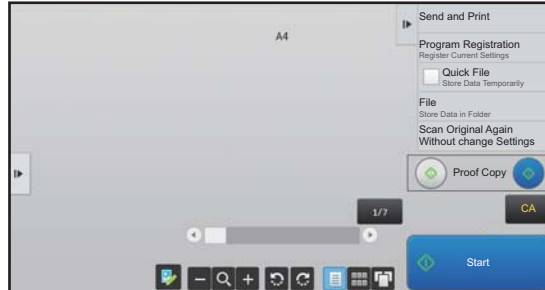 A4
Send and Print
Program Registration
Register Current Settings
Quick File
Store Data Temporarily
File
Store Data in Folder
Scan Original Again
Without change Settings
Proof Copy
1/7
CA
Start